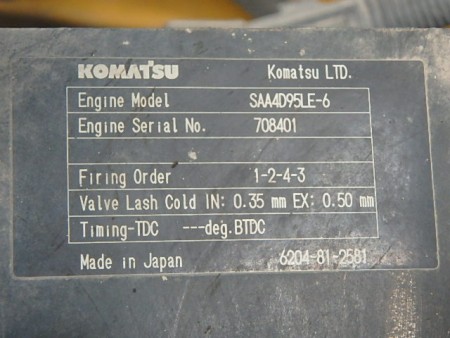 KOMATSU Komatsu LTD.
Engine Model SAA4D95LE-6
Engine Serial No. 708401
Firing Order 1-2-4-3
Valve Lash Cold IN: 0.35 mm EX: 0.50 mm
Timing-TDC ---deg.BTDC
Made in Japan 6204-81-2581